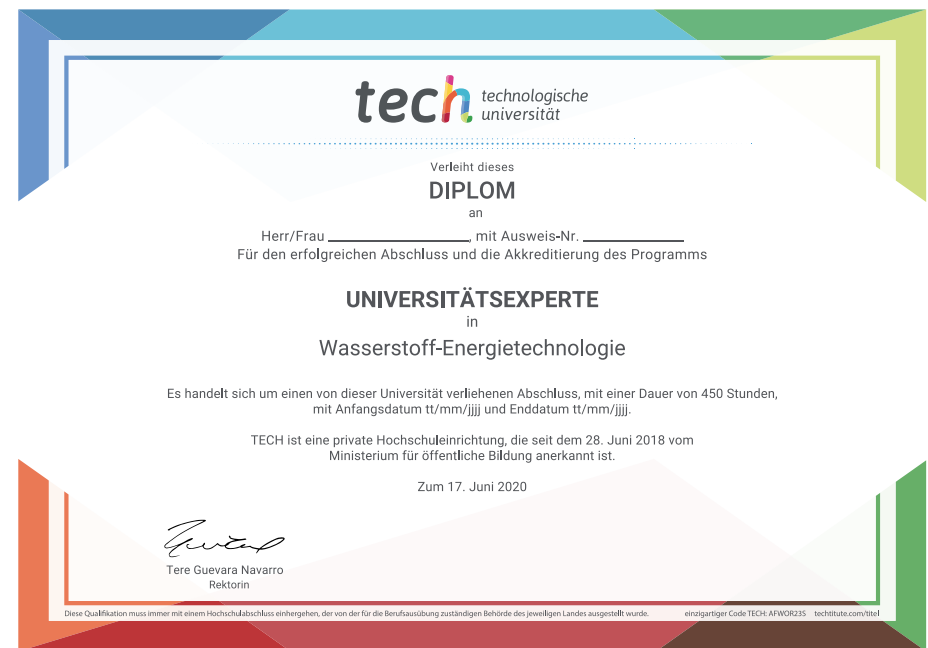 tech technologische
universität
Verleiht dieses
DIPLOM
an
Herr/Frau ____________________, mit Ausweis-Nr. ______________
Für den erfolgreichen Abschluss und die Akkreditierung des Programms
UNIVERSITÄTSEXPERTE
in
Wasserstoff-Energietechnologie
Es handelt sich um einen von dieser Universität verliehenen Abschluss, mit einer Dauer von 450 Stunden,
mit Anfangsdatum tt/mm/jjjj und Enddatum tt/mm/jjjj.
TECH ist eine private Hochschuleinrichtung, die seit dem 28. Juni 2018 vom
Ministerium für öffentliche Bildung anerkannt ist.
Zum 17. Juni 2020
Tere Guevara Navarro
Rektorin
Diese Qualifikation muss immer mit einem Hochschulabschluss einhergehen, der von der für die Berufsausübung zuständigen Behörde des jeweiligen Landes ausgestellt wurde. einzigartiger Code TECH: AFWOR23S techtitute.com/titel